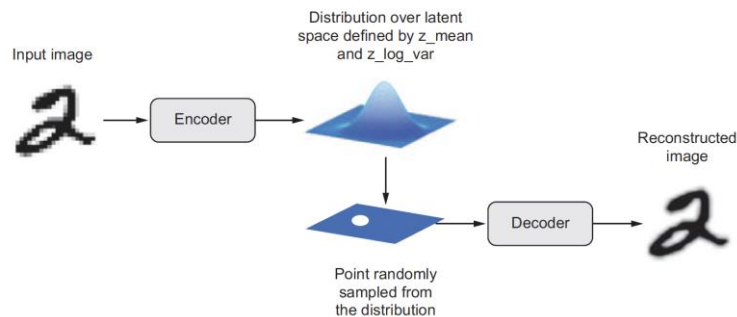 Input image
Encoder
Distribution over latent
space defined by z_mean
and z_log_var
Point randomly
sampled from
the distribution
Decoder
Reconstructed
image